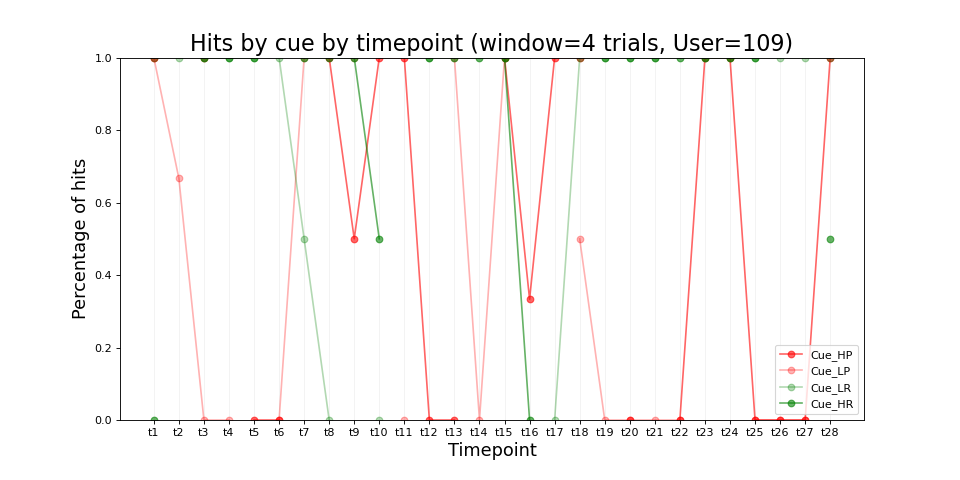 Hits by cue by timepoint (window=4 trials, User=109)
Percentage of hits
1.0
0.8
0.6
0.4
0.2
0.0
Cue_HP
Cue_LP
Cue_LR
Cue_HR
t1 t2 t3 t4 t5 t6 t7 t8 t9 t10 t11 t12 t13 t14 t15 t16 t17 t18 t19 t20 t21 t22 t23 t24 t25 t26 t27 t28
Timepoint